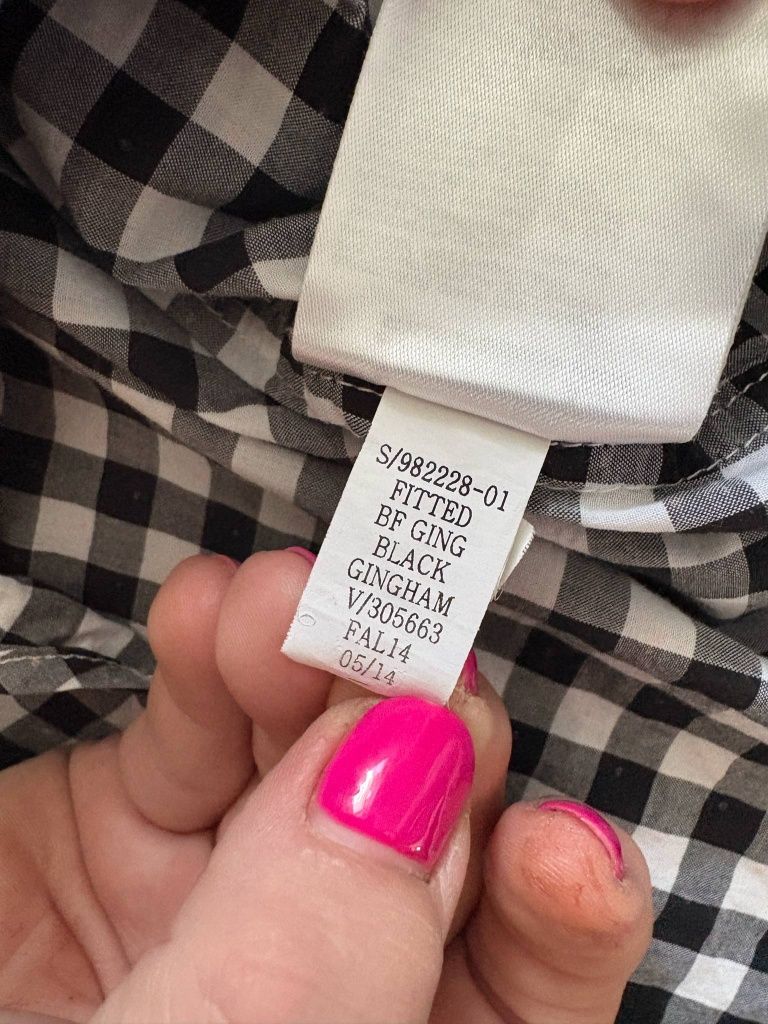 S/982228-01
FITTED
BF GING
BLACK
GINGHAM
V/305663
FAL14
05/14